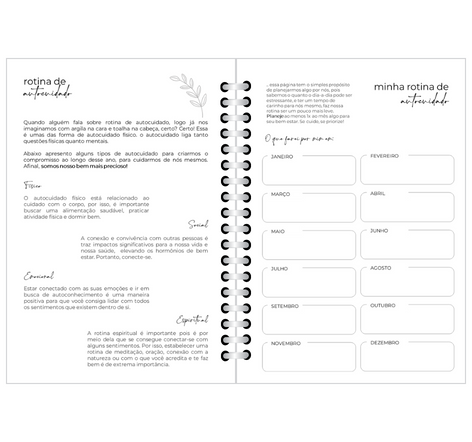 rotina de
autocuidado
Quando alguém fala sobre rotina de autocuidado, logo já nos
imaginamos com argila na cara e toalha na cabeça, certo? Certo! Essa
é umas das forma de autocuidado físico. o autocuidado liga tanto
questões físicas quanto mentais.
Abaixo apresento alguns tipos de autocuidado para criarmos o
compromisso ao longo desse ano, para cuidarmos de nós mesmos.
Afinal, somos nosso bem mais precioso!
Físico
O autocuidado físico está relacionado ao
cuidado com o corpo, por isso, é importante
buscar uma alimentação saudável, praticar
atividade física e dormir bem.
Social
A conexão e convivência com outras pessoas é
traz impactos significativos para a nossa vida e
nossa saúde, elevando os hormônios de bem
estar. Portanto, conecte-se.
Emocional
Estar conectado com as suas emoções e ir em
busca de autoconhecimento é uma maneira
positiva para que você consiga lidar com todos
os sentimentos que existem dentro de si.
Espiritual
A rotina espiritual é importante pois é por
meio dela que se consegue conectar-se com
alguns sentimentos. Por isso, estabelecer uma
rotina de meditação, oração, conexão com a
natureza ou com o que você acredita e te faz
bem é de extrema importância.
minha rotina de
autocuidado
... essa página tem o simples propósito
de planejarmos algo por nós, pois
sabemos o quanto o dia-a-dia pode ser
estressante, e ter um tempo de
carinho para nós mesmo, faz nossa
rotina ser um pouco mais leve.
Planeje ao menos 1x ao mês algo para
seu bem estar. Se cuide, se priorize!
O que farei por mim em:
JANEIRO
FEVEREIRO
MARÇO
ABRIL
MAIO
JUNHO
JULHO
AGOSTO
SETEMBRO
OUTUBRO
NOVEMBRO
DEZEMBRO